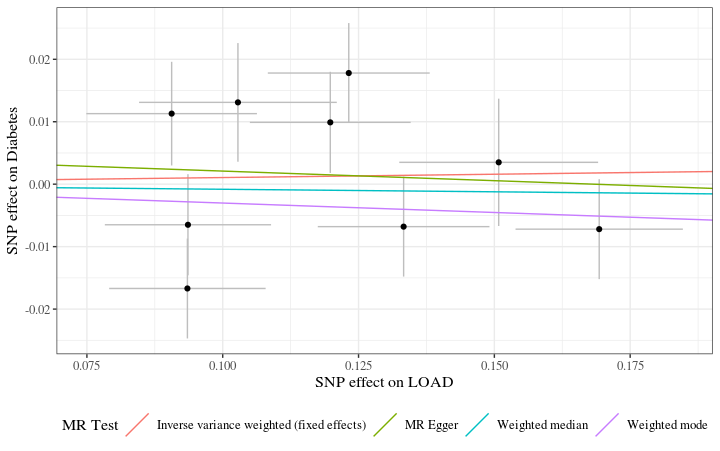 SNP effect on Diabetes
0.02
0.01
0.00
-0.01
-0.02
0.075
0.100
0.125
0.150
0.175
SNP effect on LOAD
MR Test
Inverse variance weighted (fixed effects)
MR Egger
Weighted median
Weighted mode